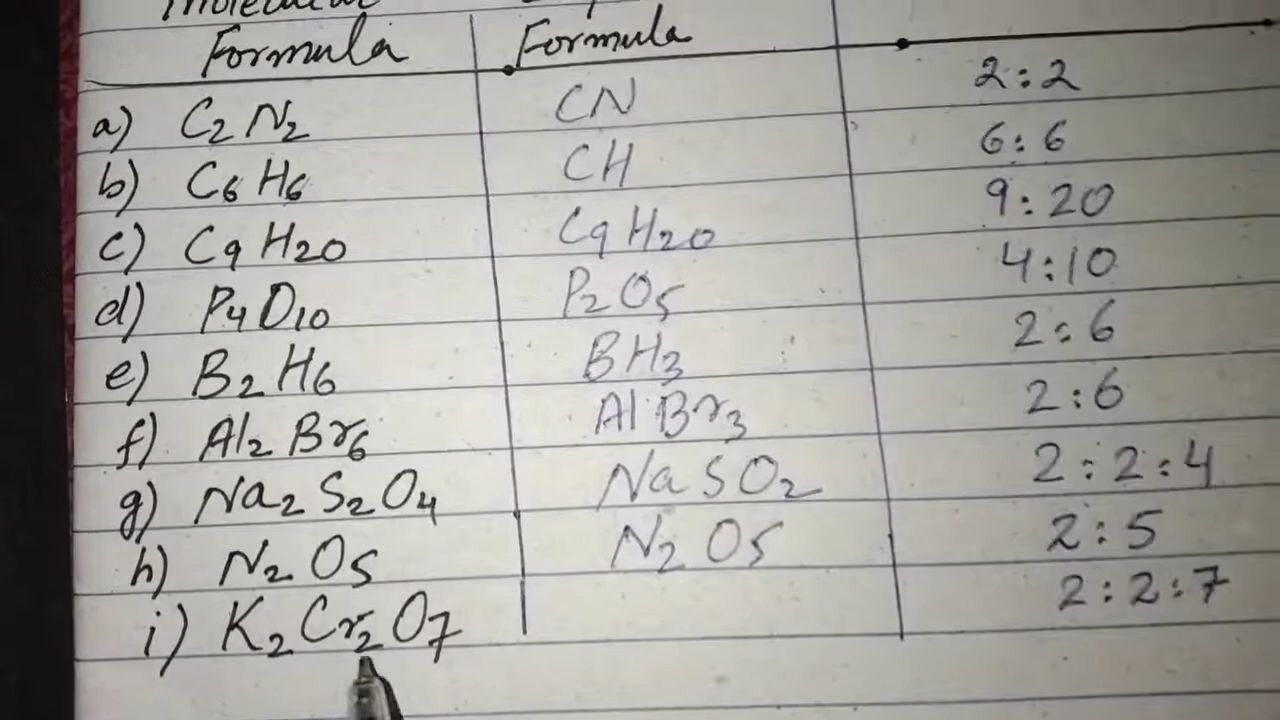 Molecular
Formula Formula
a) C2N2 CN 2:2
b) C6H6 CH 6:6
c) C9H20 C9H20 9:20
d) P4O10 P2O5 4:10
e) B2H6 BH3 2:6
f) Al2Br6 AlBr3 2:6
g) Na2S2O4 NaSO2 2:2:4
h) N2O5 N2O5 2:5
i) K2Cr2O7 2:2:7